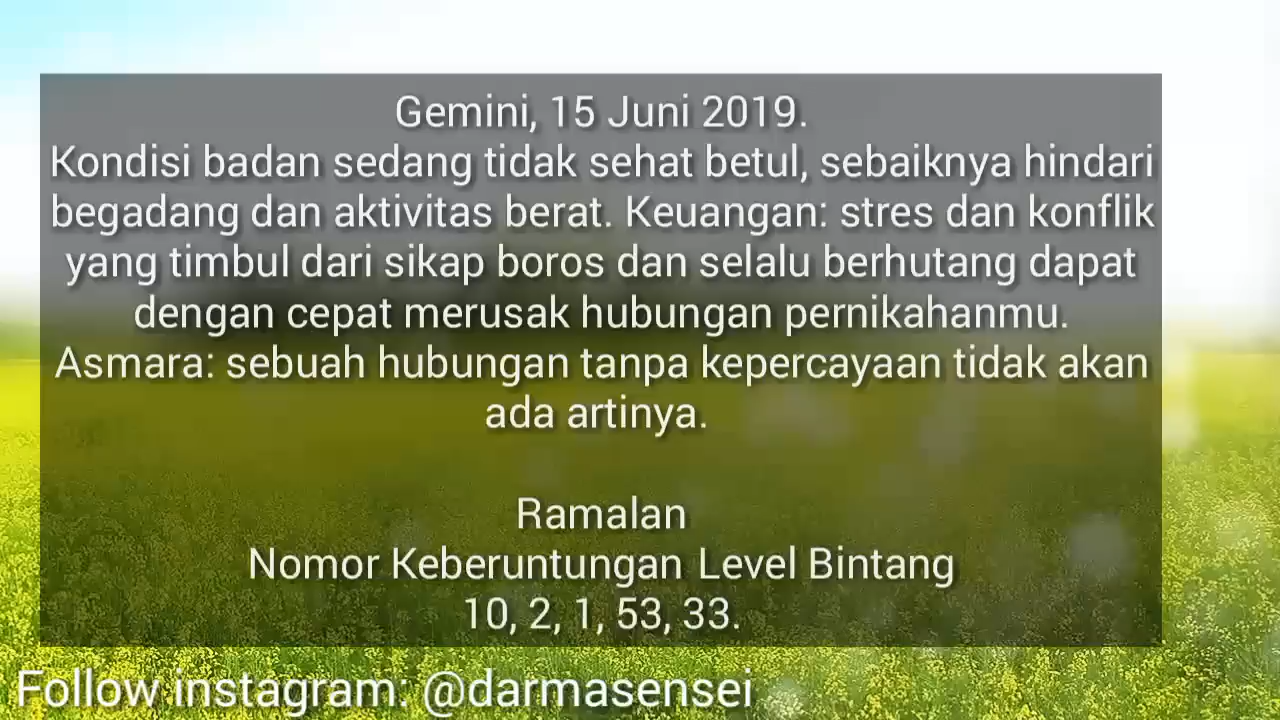 Gemini, 15 Juni 2019.
Kondisi badan sedang tidak sehat betul, sebaiknya hindari
begadang dan aktivitas berat. Keuangan: stres dan konflik
yang timbul dari sikap boros dan selalu berhutang dapat
dengan cepat merusak hubungan pernikahanmu.
Asmara: sebuah hubungan tanpa kepercayaan tidak akan
ada artinya.
Ramalan
Nomor Keberuntungan Level Bintang
10, 2, 1, 53, 33.
Follow instagram: @darmasensei